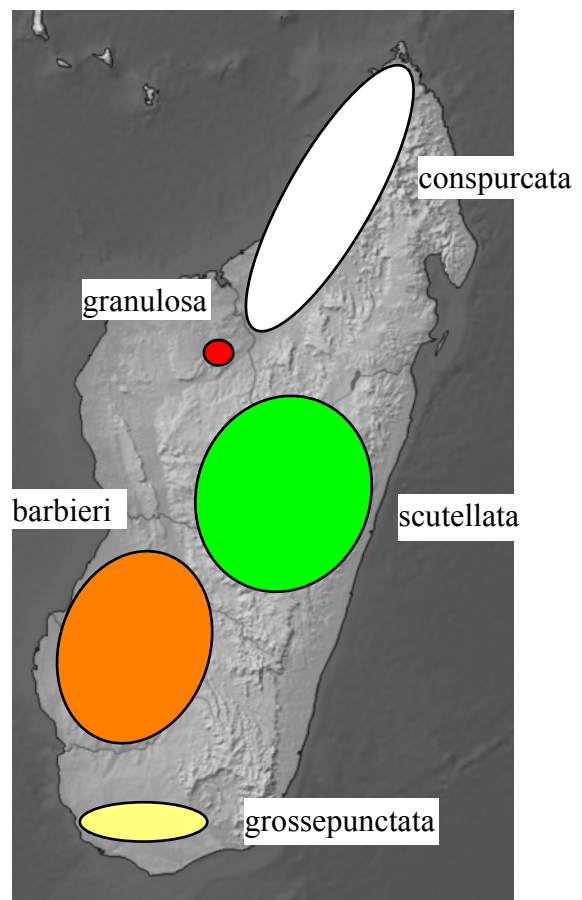 conspurcata
granulosa
barbieri
scutellata
grossepunctata